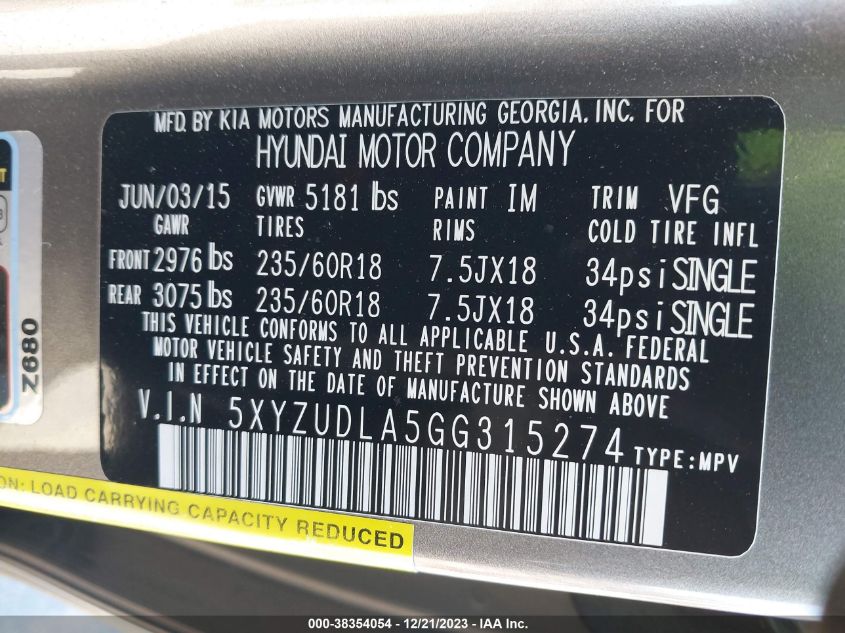 MFD. BY KIA MOTORS MANUFACTURING GEORGIA, INC. FOR
HYUNDAI MOTOR COMPANY
JUN/03/15 GVWR 5181 lbs PAINT IM TRIM VFG
GAWR TIRES RIMS COLD TIRE INFL
FRONT 2976 lbs 235/60R18 7.5JX18 34psi SINGLE
REAR 3075 lbs 235/60R18 7.5JX18 34psi SINGLE
THIS VEHICLE CONFORMS TO ALL APPLICABLE U.S.A. FEDERAL
MOTOR VEHICLE SAFETY AND THEFT PREVENTION STANDARDS
IN EFFECT ON THE DATE OF MANUFACTURE SHOWN ABOVE
V.I.N 5XYZUDLA5GG315274 TYPE:MPV
Z680
ON: LOAD CARRYING CAPACITY REDUCED
000-38354054 - 12/21/2023 - IAA Inc.